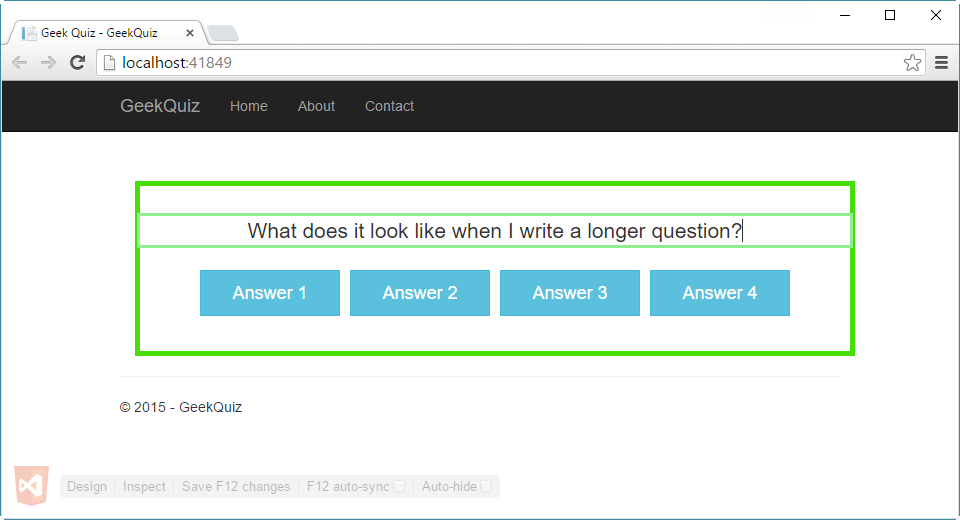 Geek Quiz - GeekQuiz
localhost:41849
GeekQuiz Home About Contact
What does it look like when I write a longer question?
Answer 1 Answer 2 Answer 3 Answer 4
© 2015 - GeekQuiz
Design Inspect Save F12 changes F12 auto-sync Auto-hide